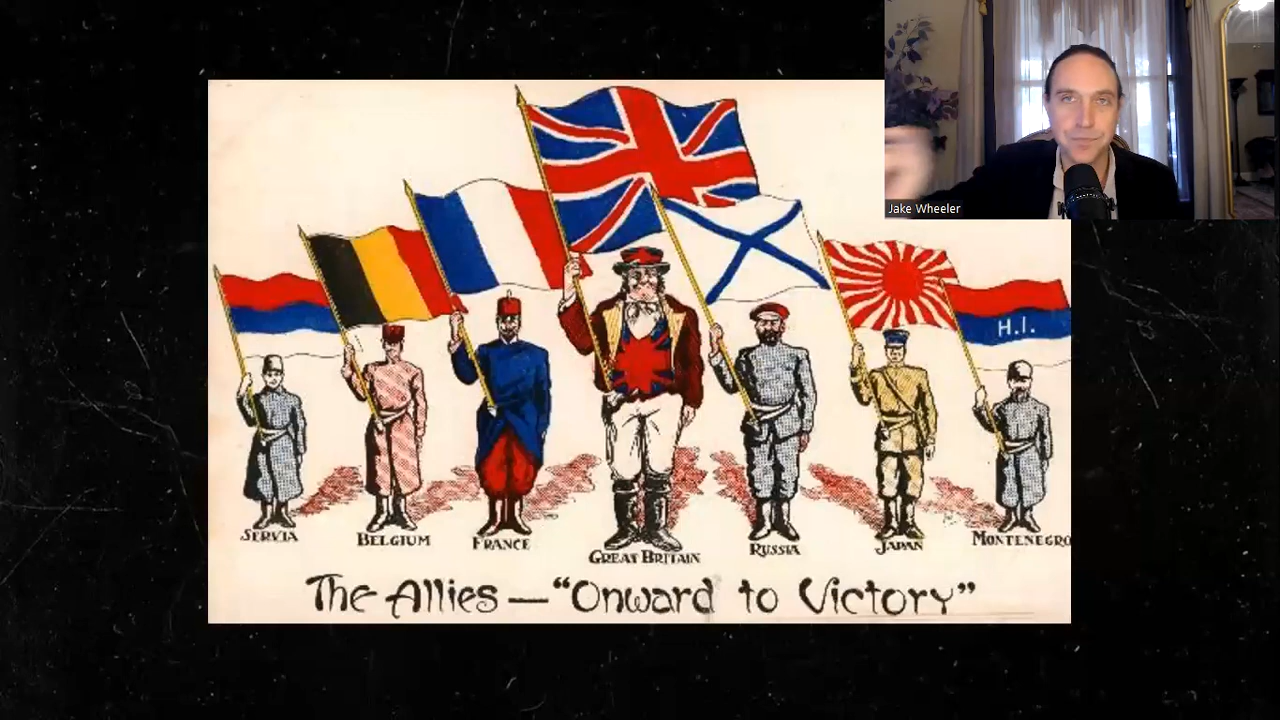 Jake Wheeler
H.I.
SERVIA
BELGIUM
FRANCE
GREAT BRITAIN
RUSSIA
JAPAN
MONTENEGRO
The Allies — "Onward to Victory"